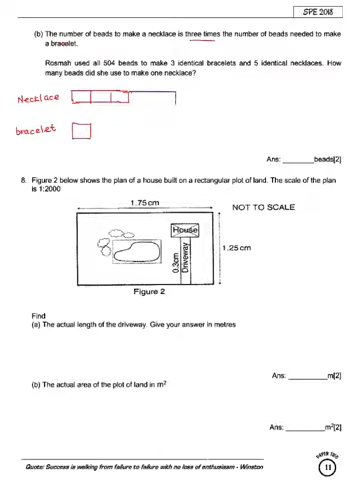 SPE 2018
(b) The number of beads to make a necklace is three times the number of beads needed to make
a bracelet.
Rosmah used all 504 beads to make 3 identical bracelets and 5 identical necklaces. How
many beads did she use to make one necklace?
Necklace
bracelet
Ans: ________beads[2]
8. Figure 2 below shows the plan of a house built on a rectangular plot of land. The scale of the plan
is 1:2000
1.75cm
NOT TO SCALE
House
1.25 cm
0.3cm
Driveway
Figure 2
Find
(a) The actual length of the driveway. Give your answer in metres
Ans: __________m[2]
(b) The actual area of the plot of land in m²
Ans: __________m²[2]
PAPER TWO
Quote: Success is walking from failure to failure with no loss of enthusiasm - Winston
11